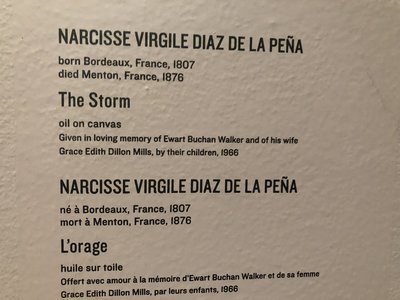 NARCISSE VIRGILE DIAZ DE LA PEÑA
born Bordeaux, France, 1807
died Menton, France, 1876
The Storm
oil on canvas
Given in loving memory of Ewart Buchan Walker and of his wife
Grace Edith Dillon Mills, by their children, 1966
NARCISSE VIRGILE DIAZ DE LA PEÑA
né à Bordeaux, France, 1807
mort à Menton, France, 1876
L'orage
huile sur toile
Offert avec amour à la mémoire d'Ewart Buchan Walker et de sa femme
Grace Edith Dillon Mills, par leurs enfants, 1966